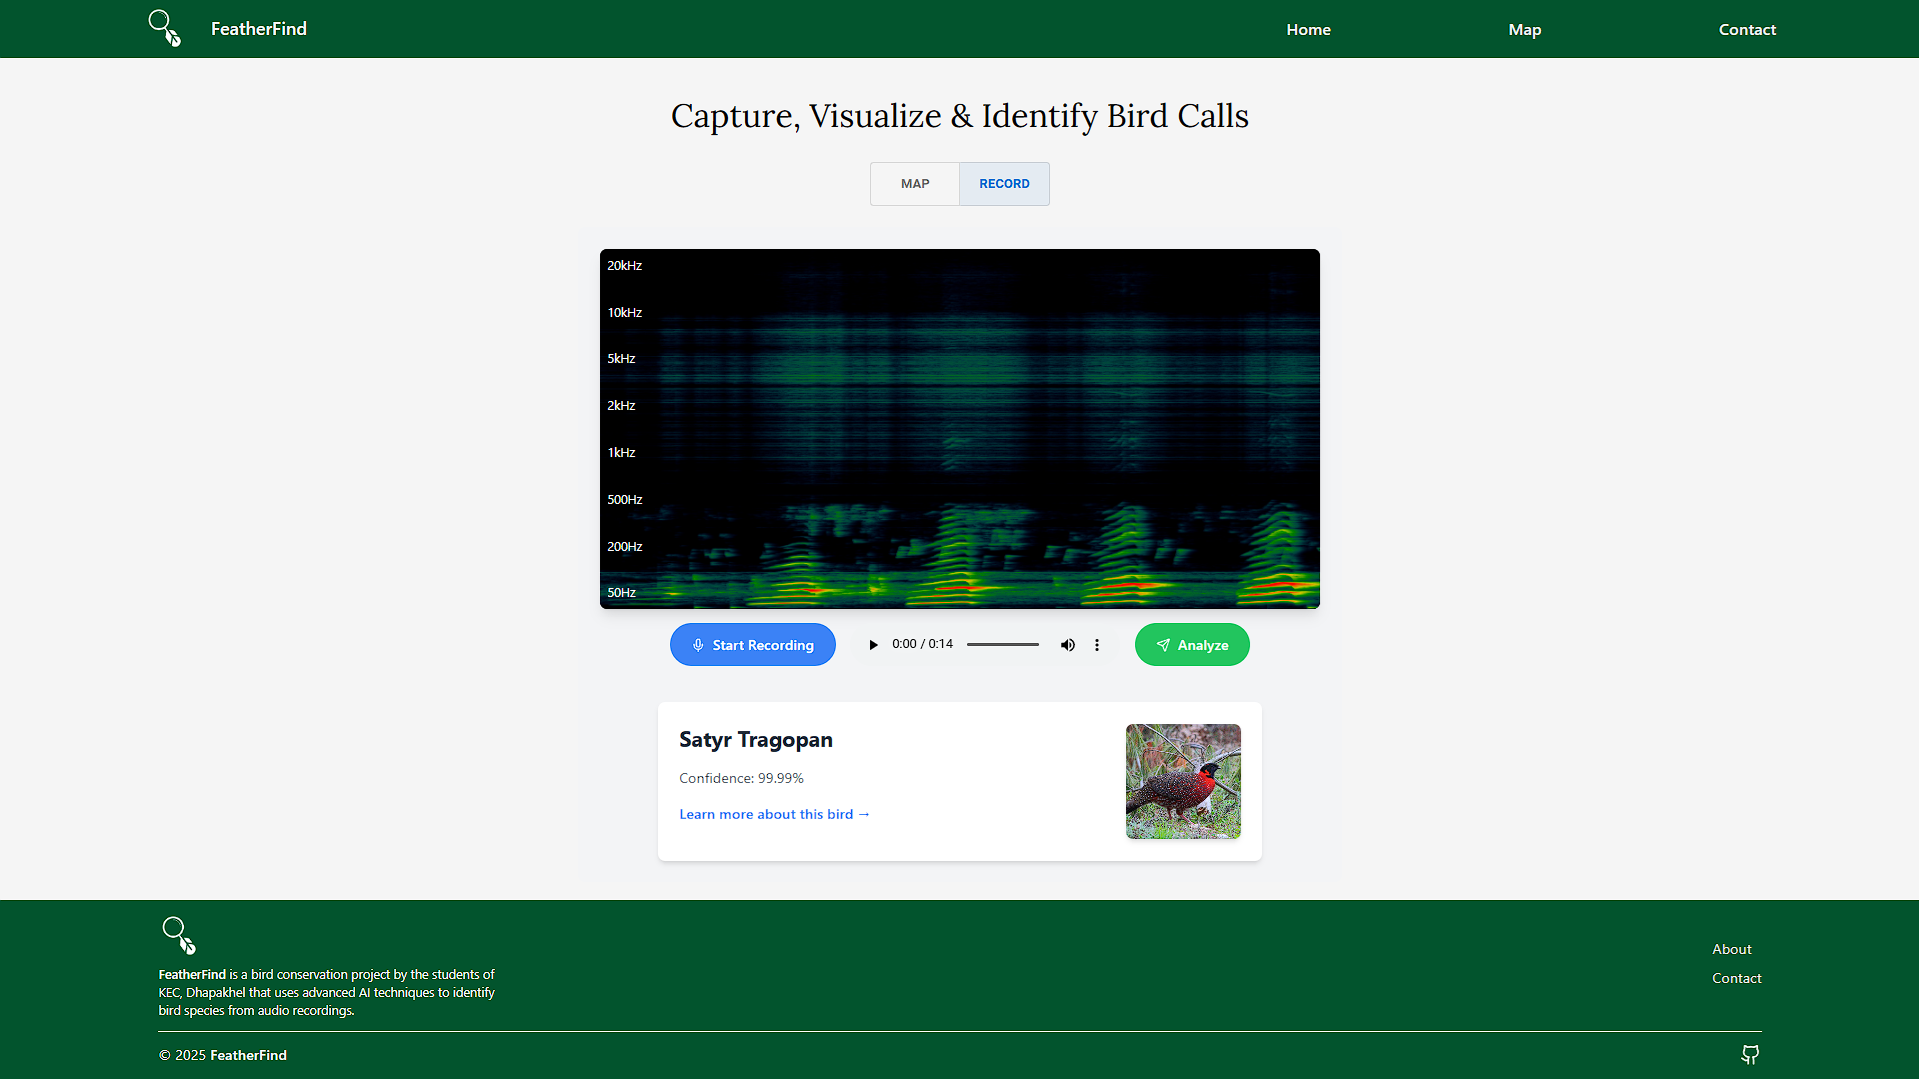 FeatherFind
Home
Map
Contact
Capture, Visualize & Identify Bird Calls
MAP
RECORD
20kHz
10kHz
5kHz
2kHz
1kHz
500Hz
200Hz
50Hz
Start Recording
0:00 / 0:14
Analyze
Satyr Tragopan
Confidence: 99.99%
Learn more about this bird →
FeatherFind is a bird conservation project by the students of
KEC, Dhapakhel that uses advanced AI techniques to identify
bird species from audio recordings.
About
Contact
© 2025 FeatherFind